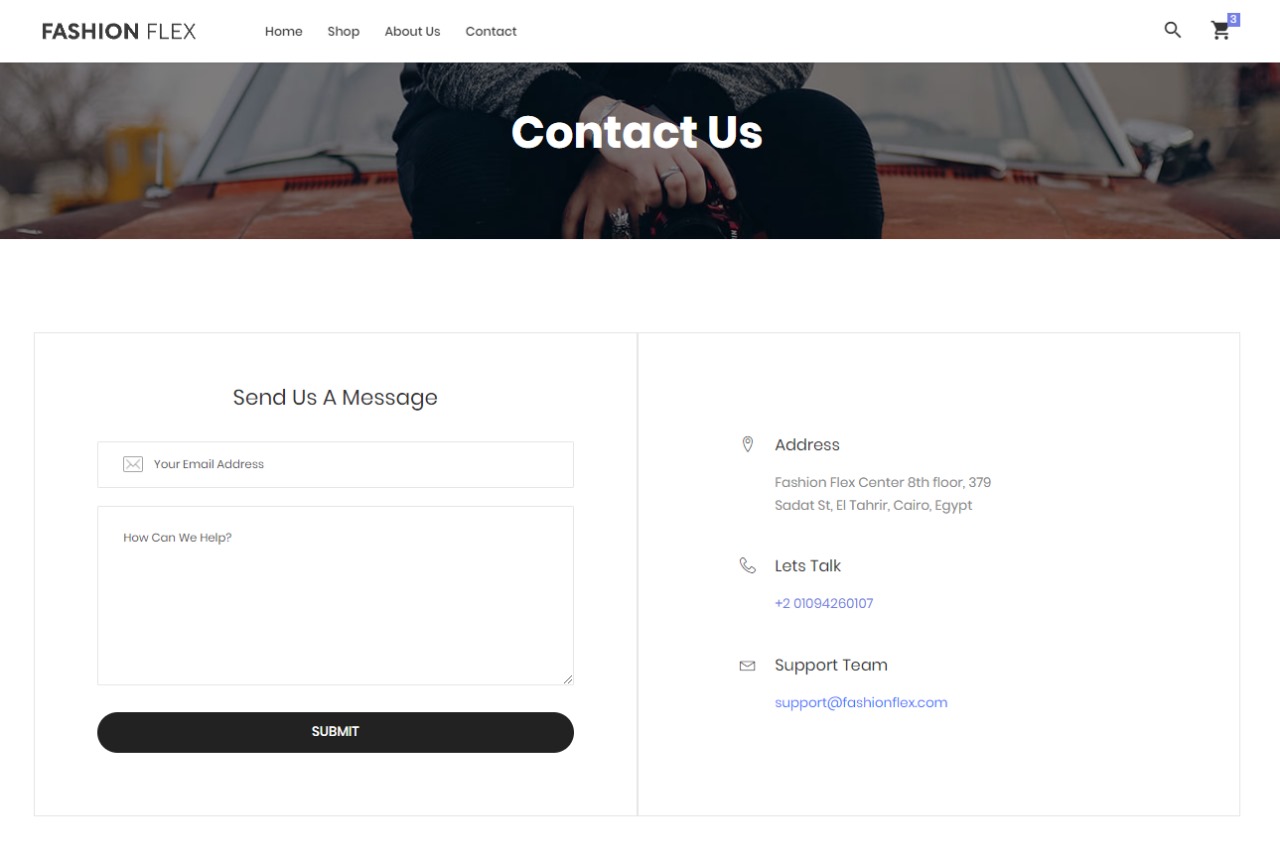 FASHION FLEX
Home
Shop
About Us
Contact
3
Contact Us
Send Us A Message
Your Email Address
How Can We Help?
SUBMIT
Address
Fashion Flex Center 8th floor, 379
Sadat St, El Tahrir, Cairo, Egypt
Lets Talk
+2 01094260107
Support Team
support@fashionflex.com